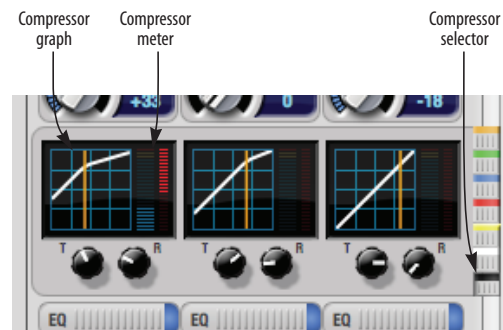 Compressor graph
Compressor meter
Compressor selector
+33 0 -18
T R T R T R
EQ EQ EQ